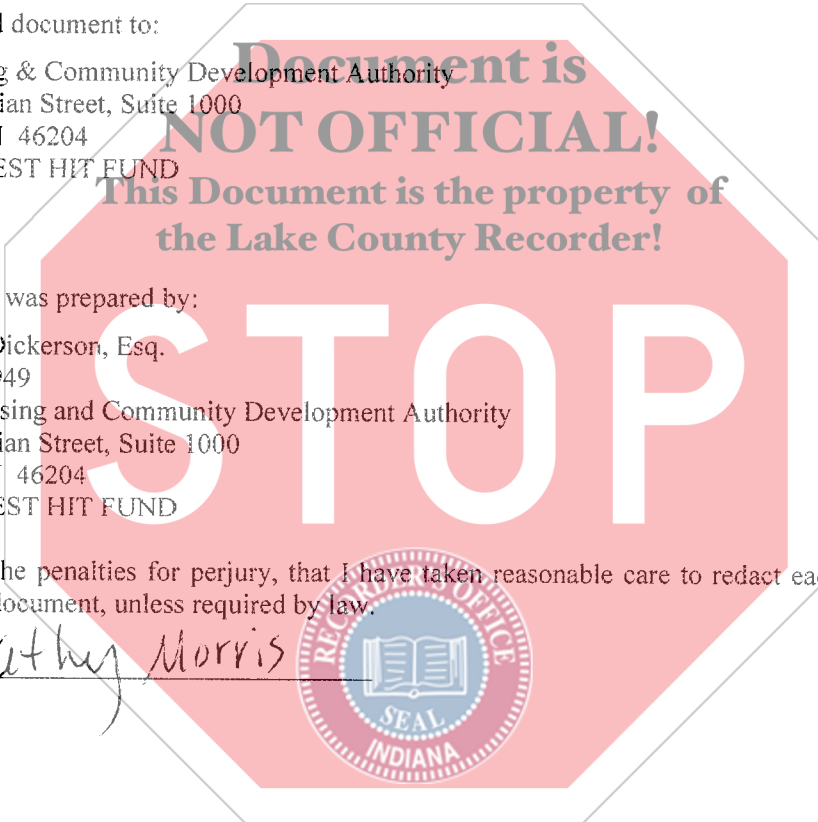 document to:
Document is
& Community Development Authority
ian Street, Suite 1000
NOT OFFICIAL!
46204
EST HIT FUND
This Document is the property of
the Lake County Recorder!
was prepared by:
Dickerson, Esq.
949
sing and Community Development Authority
ian Street, Suite 1000
46204
EST HIT FUND
STOP
he penalties for perjury, that I have taken reasonable care to redact eac
document, unless required by law.
athy Morris
RECORDER'S OFFICE
SEAL
INDIANA